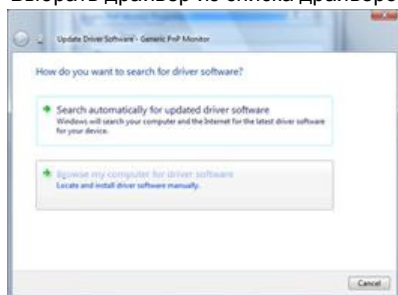 Выбрать драйвер из списка драйверо
Update Driver Software - Generic PnP Monitor
How do you want to search for driver software?
Search automatically for updated driver software
Windows will search your computer and the Internet for the latest driver software
for your device.
Browse my computer for driver software
Locate and install driver software manually.
Cancel